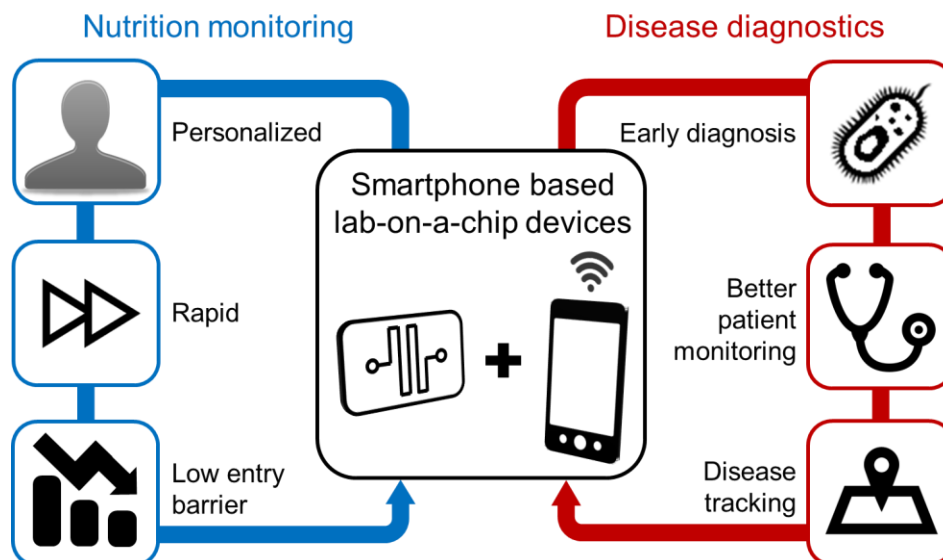 Nutrition monitoring
Disease diagnostics
Personalized
Rapid
Low entry
barrier
Smartphone based
lab-on-a-chip devices
Early diagnosis
Better
patient
monitoring
Disease
tracking